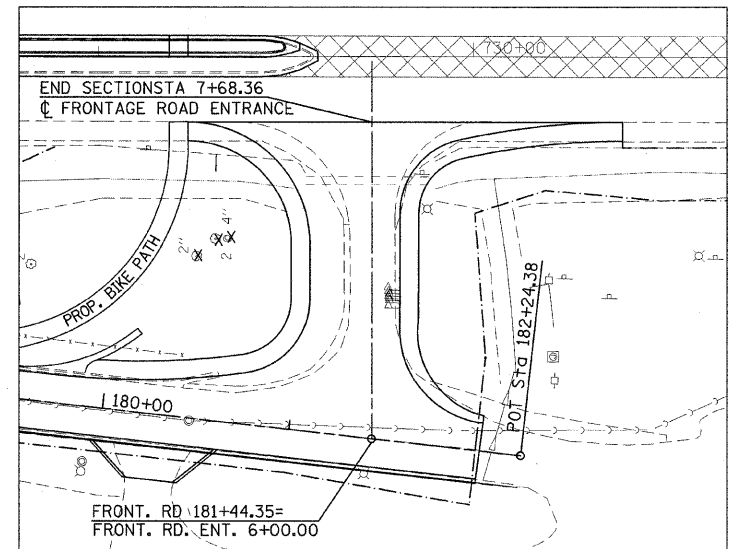 730+00
END SECTIONSTA 7+68.36
℄ FRONTAGE ROAD ENTRANCE
4"
2"
2
PROP. BIKE PATH
180+00
POT Sta 182+24.38
FRONT. RD 181+44.35=
FRONT. RD. ENT. 6+00.00